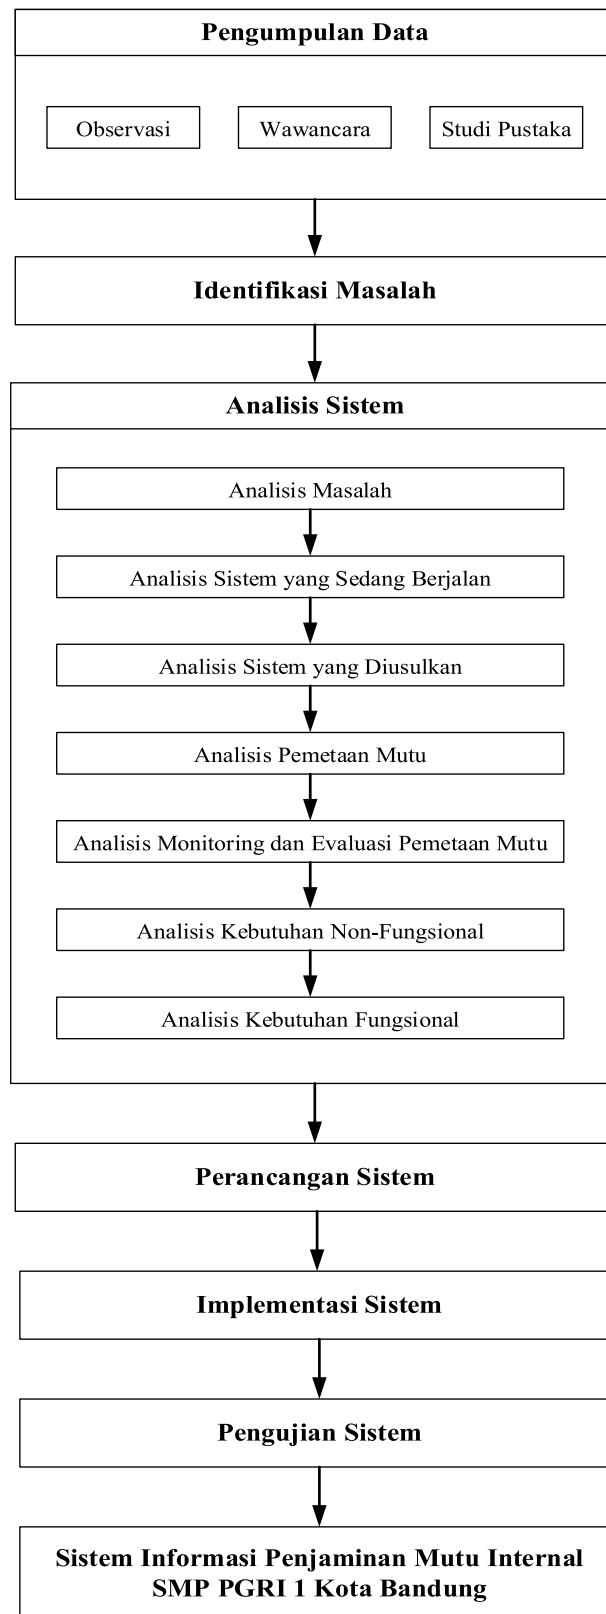 Pengumpulan Data
Observasi
Wawancara
Studi Pustaka
Identifikasi Masalah
Analisis Sistem
Analisis Masalah
Analisis Sistem yang Sedang Berjalan
Analisis Sistem yang Diusulkan
Analisis Pemetaan Mutu
Analisis Monitoring dan Evaluasi Pemetaan Mutu
Analisis Kebutuhan Non-Fungsional
Analisis Kebutuhan Fungsional
Perancangan Sistem
Implementasi Sistem
Pengujian Sistem
Sistem Informasi Penjaminan Mutu Internal
SMP PGRI 1 Kota Bandung